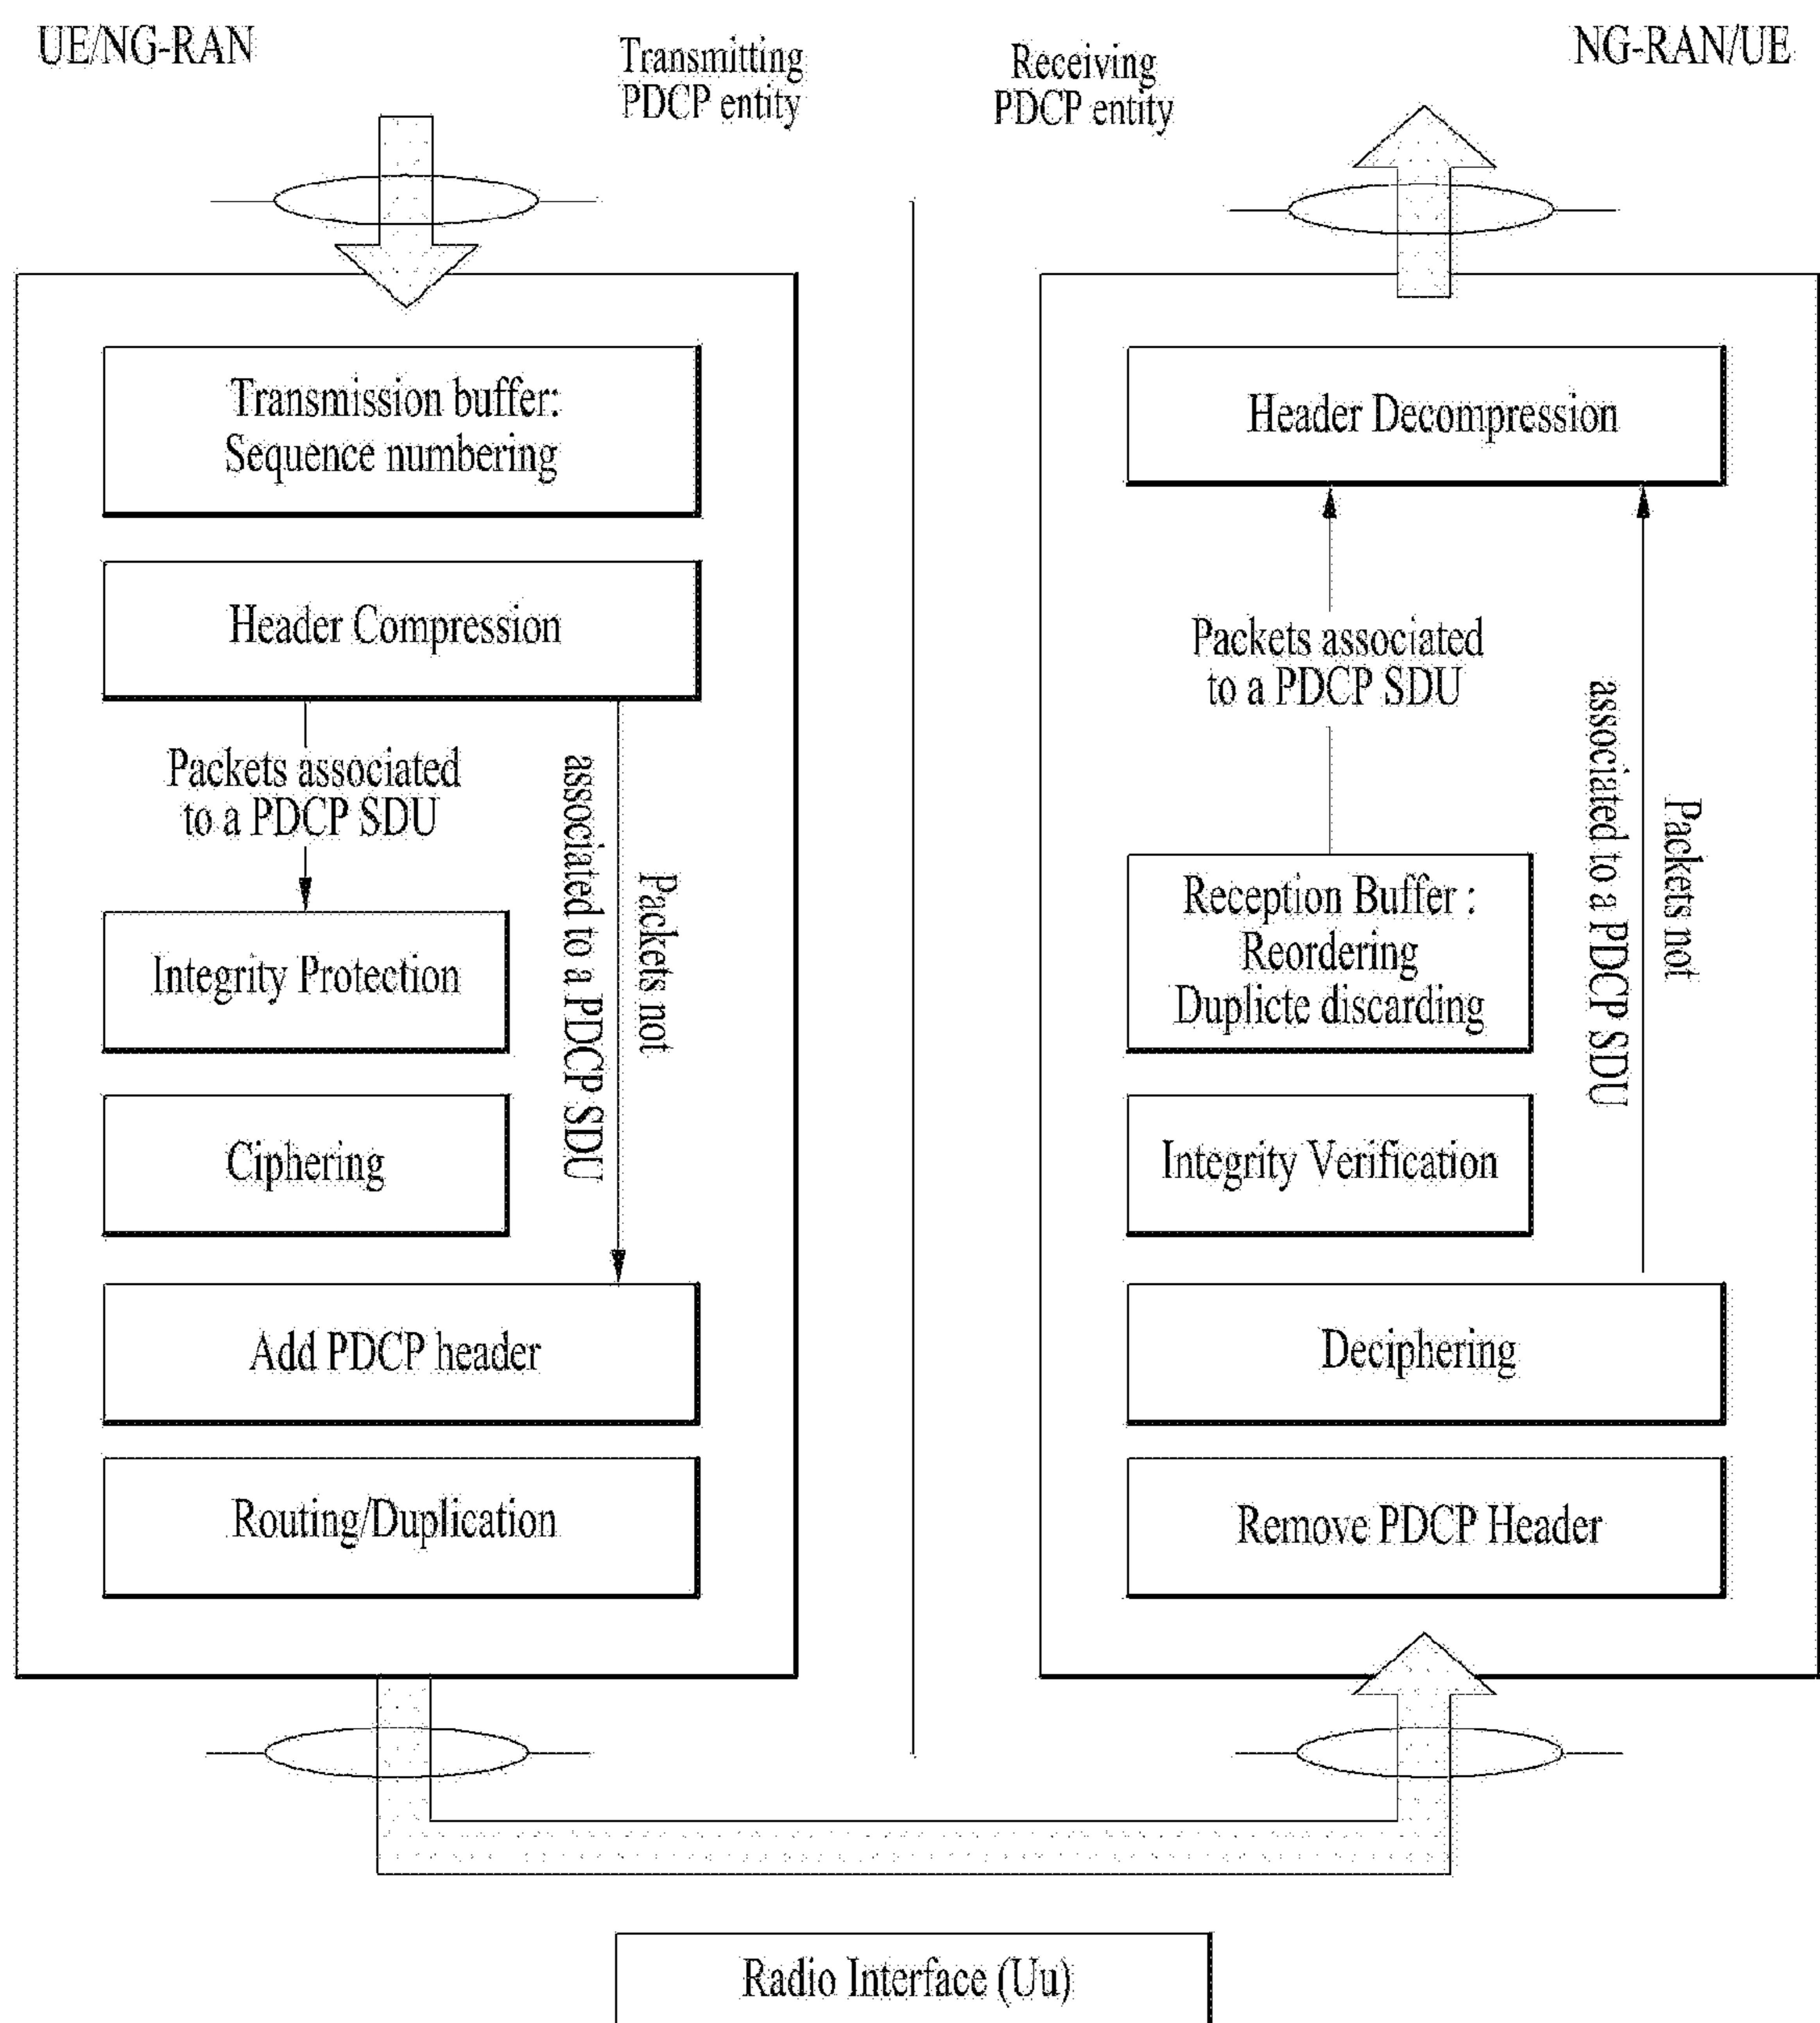 UE/NG-RAN
Transmitting
PDCP entity
Receiving
PDCP entity
NG-RAN/UE
Transmission buffer:
Sequence numbering
Header Compression
Packets associated
to a PDCP SDU
Packets not
associated to a PDCP SDU
Integrity Protection
Ciphering
Add PDCP header
Routing/Duplication
Header Decompression
Packets associated
to a PDCP SDU
Packets not
associated to a PDCP SDU
Reception Buffer :
Reordering
Duplicte discarding
Integrity Verification
Deciphering
Remove PDCP Header
Radio Interface (Uu)